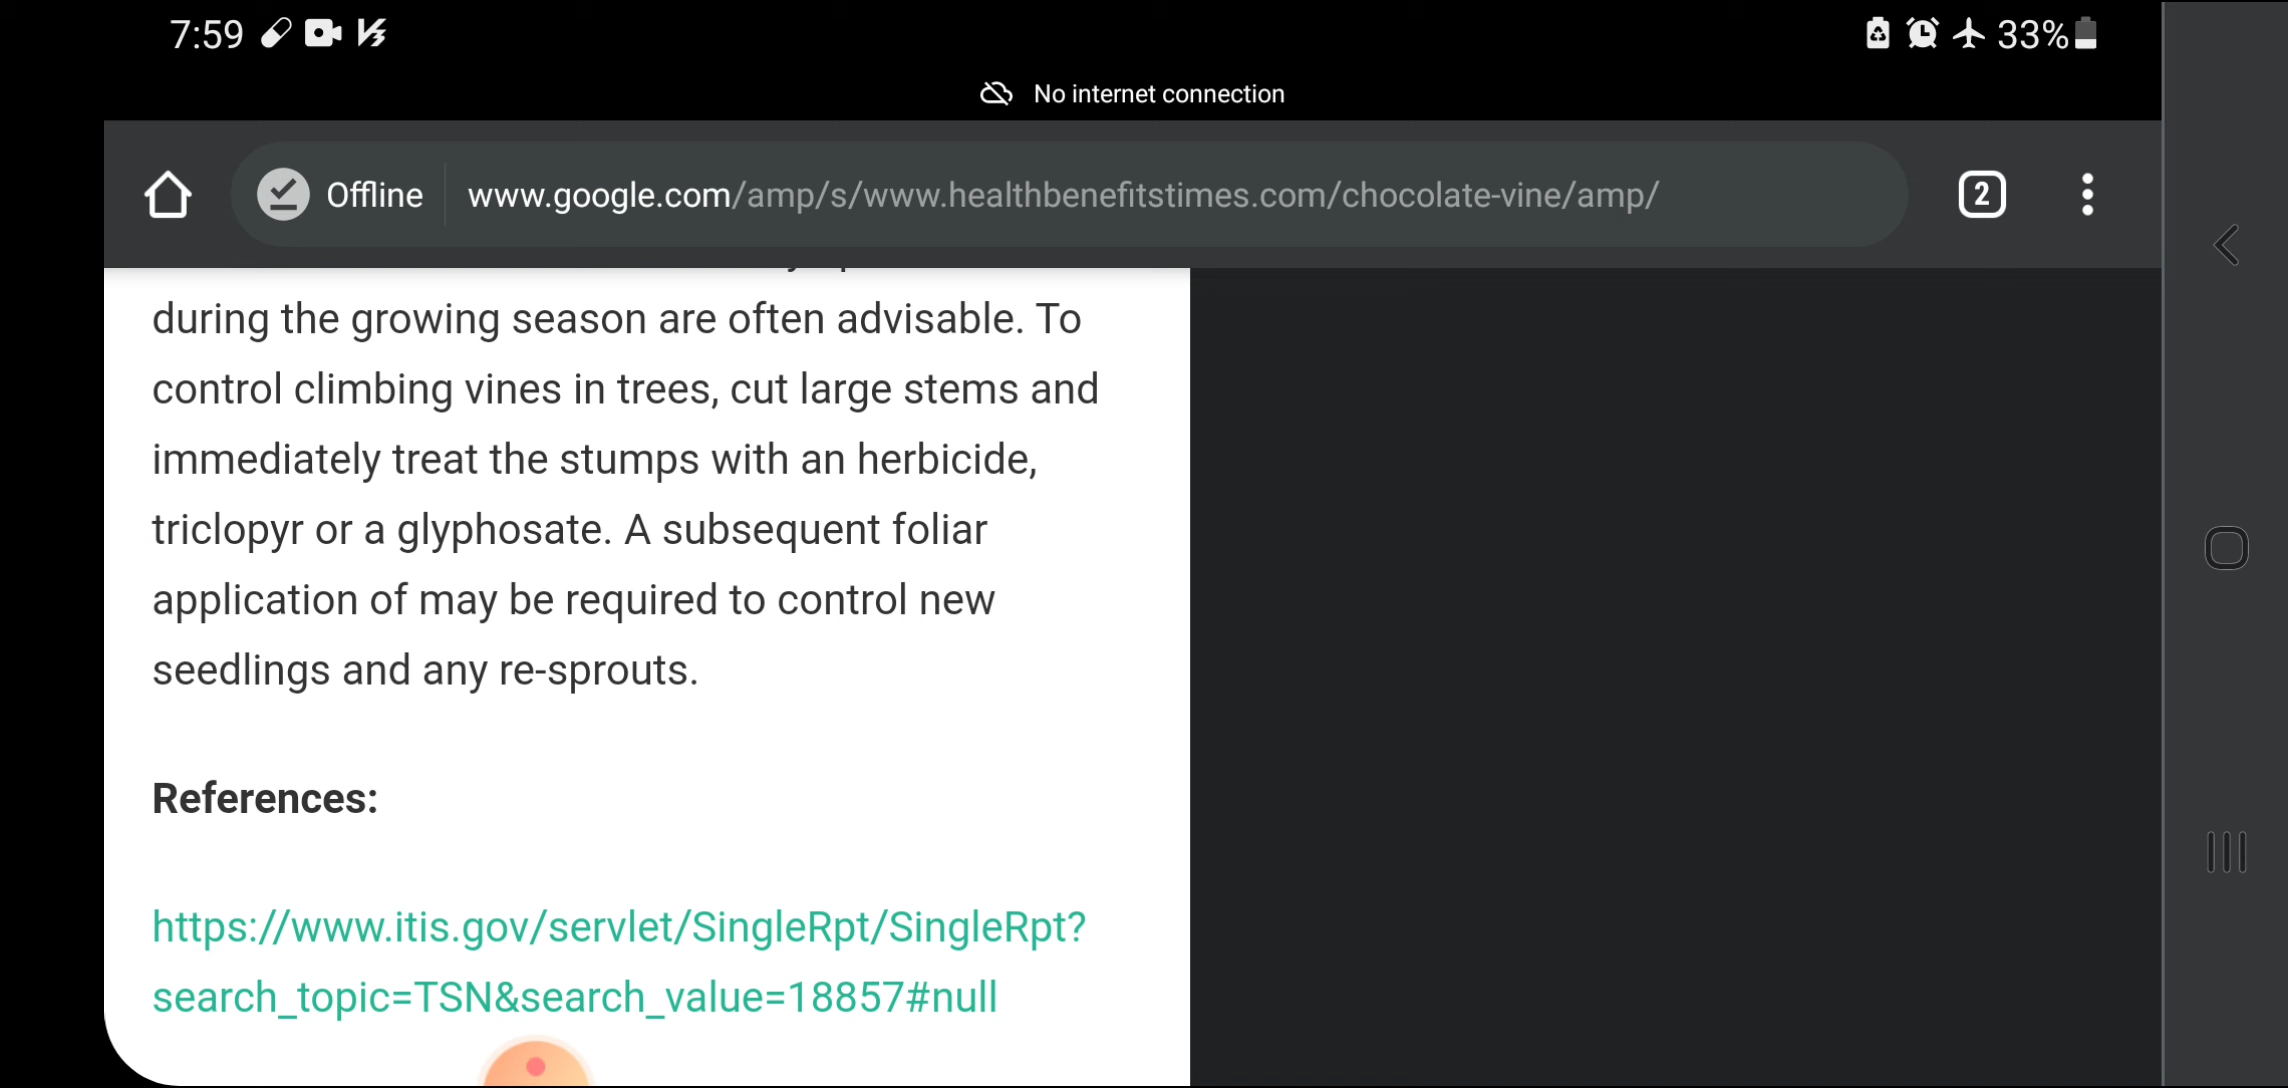 7:59
33%
No internet connection
Offline
www.google.com/amp/s/www.healthbenefitstimes.com/chocolate-vine/amp/
2
during the growing season are often advisable. To
control climbing vines in trees, cut large stems and
immediately treat the stumps with an herbicide,
triclopyr or a glyphosate. A subsequent foliar
application of may be required to control new
seedlings and any re-sprouts.
References:
https://www.itis.gov/servlet/SingleRpt/SingleRpt?
search_topic=TSN&search_value=18857#null